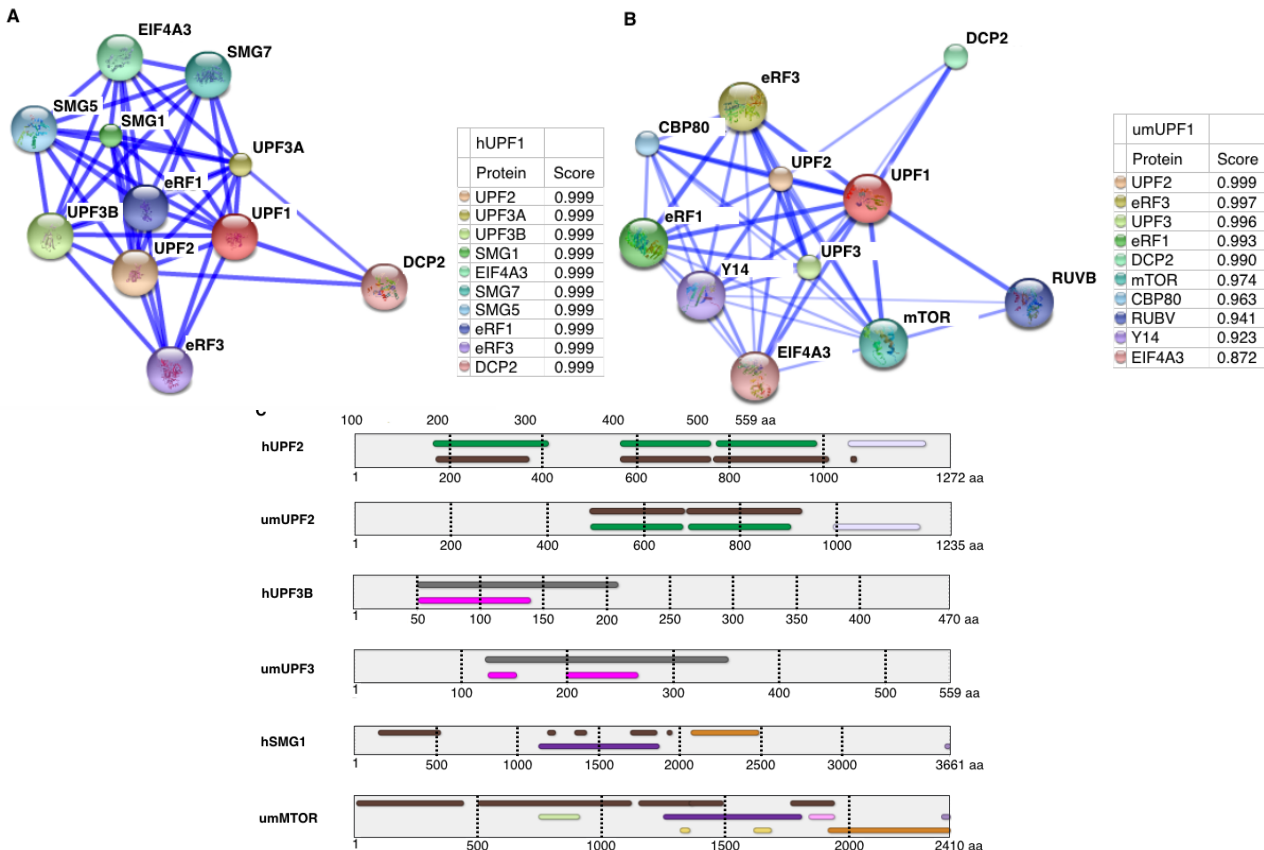 A
EIF4A3
SMG7
SMG5
SMG1
UPF3A
eRF1
UPF3B
UPF1
UPF2
DCP2
eRF3
hUPF1
Protein Score
UPF2 0.999
UPF3A 0.999
UPF3B 0.999
SMG1 0.999
EIF4A3 0.999
SMG7 0.999
SMG5 0.999
eRF1 0.999
eRF3 0.999
DCP2 0.999
B
DCP2
eRF3
CBP80
UPF2
UPF1
eRF1
UPF3
Y14
RUVB
mTOR
EIF4A3
umUPF1
Protein Score
UPF2 0.999
eRF3 0.997
UPF3 0.996
eRF1 0.993
DCP2 0.990
mTOR 0.974
CBP80 0.963
RUBV 0.941
Y14 0.923
EIF4A3 0.872
100 200 300 400 500 559 aa
hUPF2
1 200 400 600 800 1000 1272 aa
umUPF2
1 200 400 600 800 1000 1235 aa
hUPF3B
1 50 100 150 200 250 300 350 400 470 aa
umUPF3
1 100 200 300 400 500 559 aa
hSMG1
1 500 1000 1500 2000 2500 3000 3661 aa
umMTOR
1 500 1000 1500 2000 2410 aa